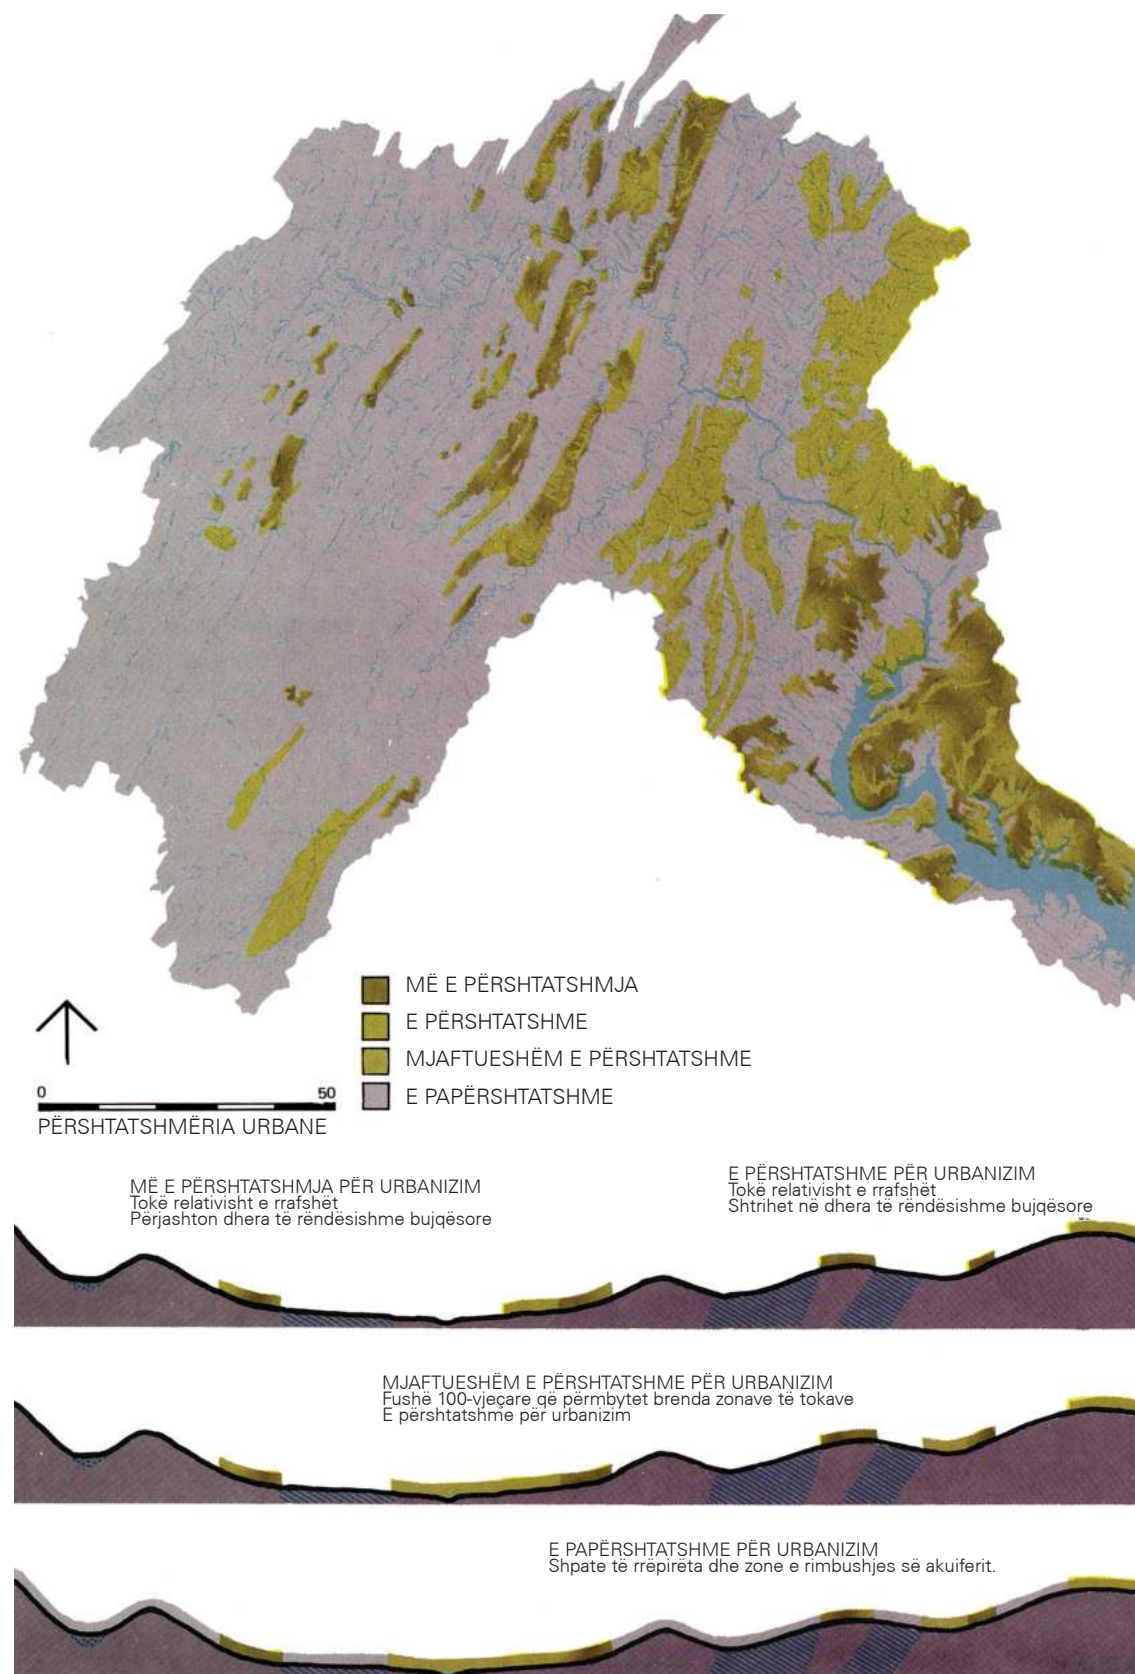 MË E PËRSHTATSHMJA
E PËRSHTATSHME
MJAFTUESHËM E PËRSHTATSHME
E PAPËRSHTATSHME
0 50
PËRSHTATSHMËRIA URBANE
MË E PËRSHTATSHMJA PËR URBANIZIM
Tokë relativisht e rrafshët
Përjashton dhera të rëndësishme bujqësore
E PËRSHTATSHME PËR URBANIZIM
Tokë relativisht e rrafshët
Shtrihet në dhera të rëndësishme bujqësore
MJAFTUESHËM E PËRSHTATSHME PËR URBANIZIM
Fushë 100-vjeçare që përmbytet brenda zonave të tokave
E përshtatshme për urbanizim
E PAPËRSHTATSHME PËR URBANIZIM
Shpate të rrëpirëta dhe zone e rimbushjes së akuiferit.